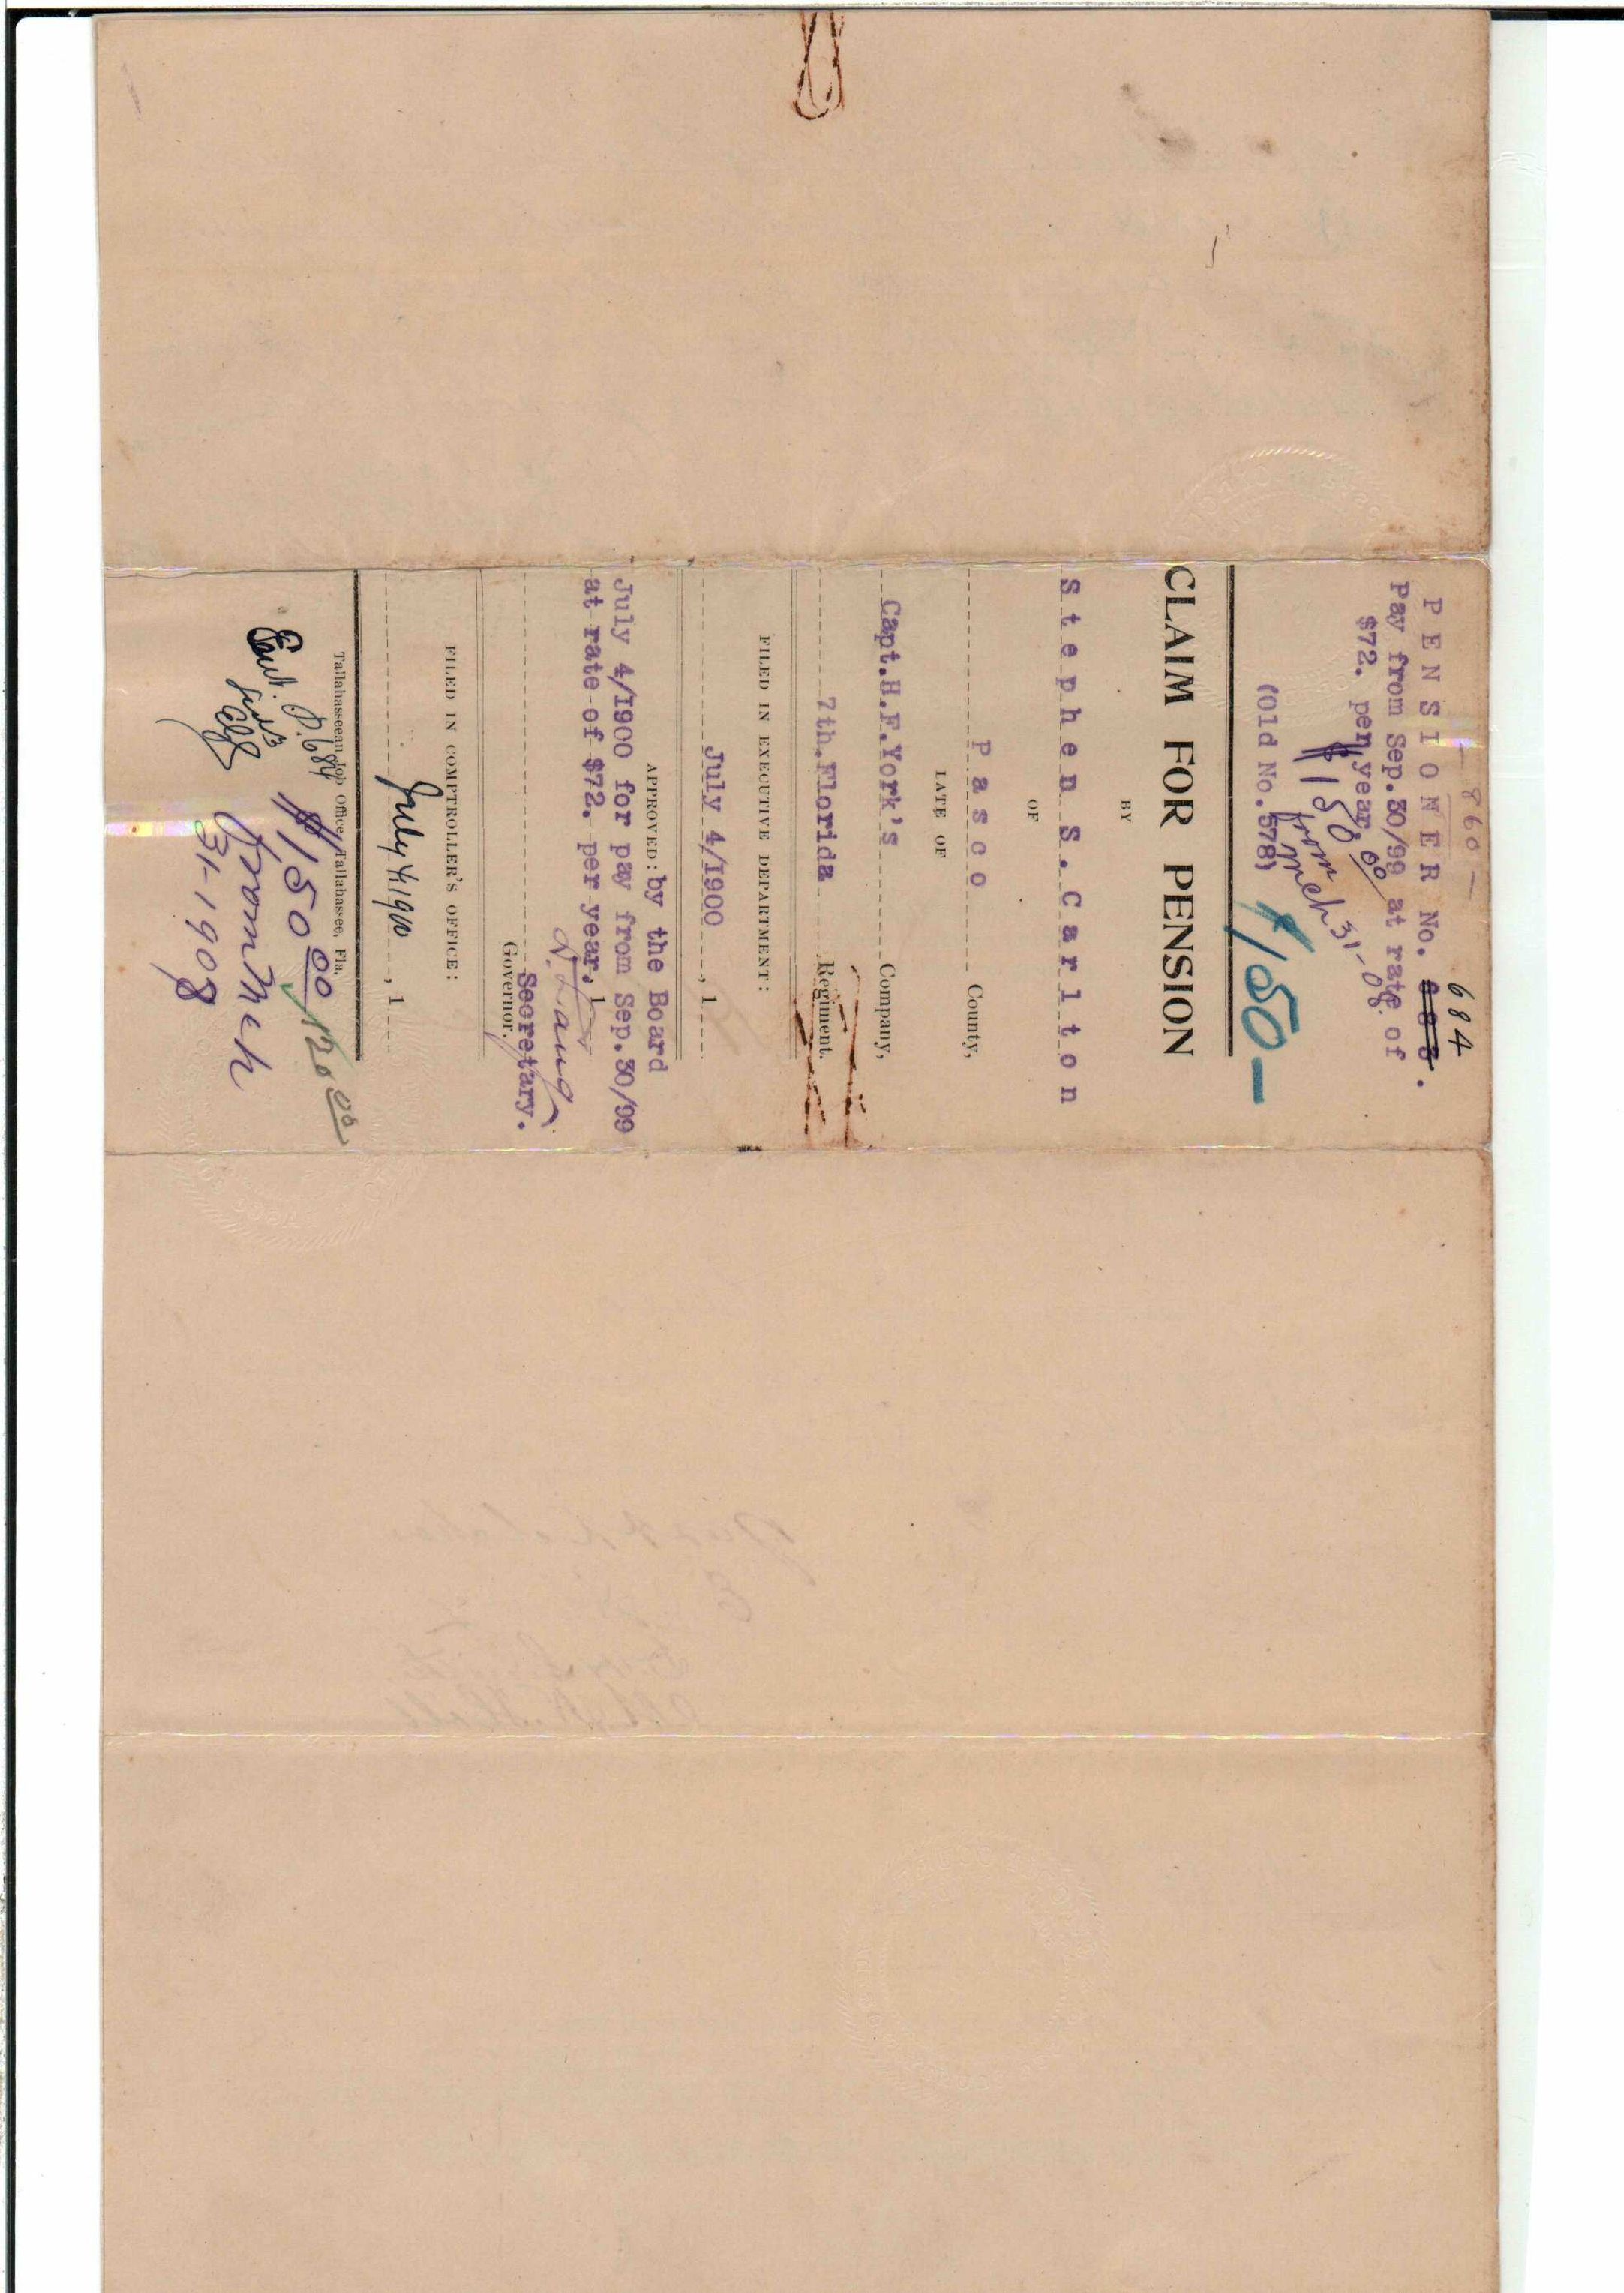 860
684
PENSIONER No. .
Pay from Sep.30/99 at rate of
$72. per year.
$150 00
from
Mch 31-08.
(Old No.578)
$150-
CLAIM FOR PENSION
BY
Stephen S. Carlton
OF
Pasco County,
LATE OF
Capt.H.F.York's Company,
7th.Florida Regiment.
FILED IN EXECUTIVE DEPARTMENT:
July 4/1900 , 1
APPROVED: by the Board
July 4/1900 for pay from Sep.30/99
at rate of $72. per year. 1
Secretary.
Governor.
FILED IN COMPTROLLER'S OFFICE:
July 4 1900 , 1
Tallahasseean Job Office, Tallahassee, Fla.
P. 684
$150 00
$120 00
from Mch
31-1908